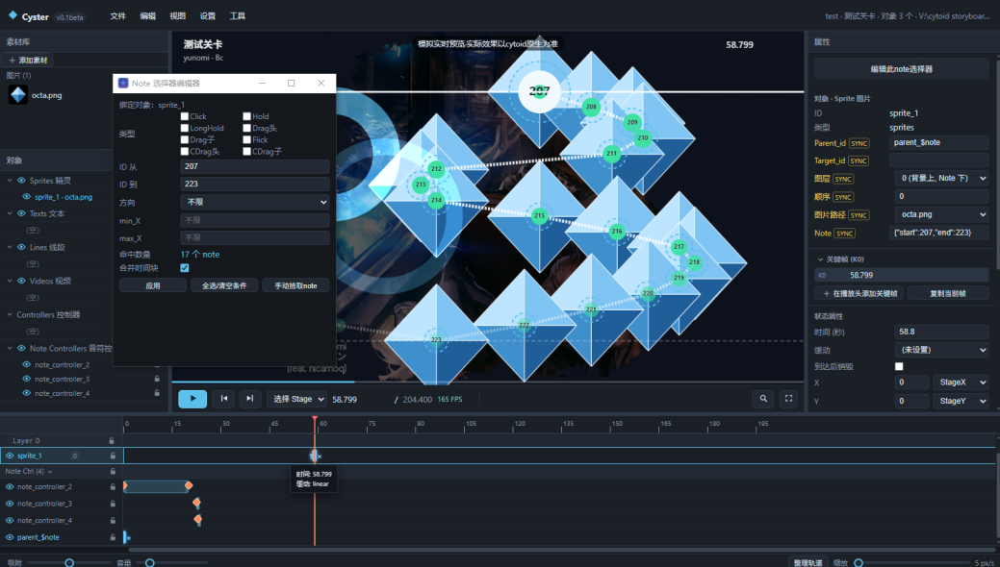 Cyster v0.1beta 文件 编辑 视图 设置 工具
test · 测试关卡 · 对象 3 个 · V:\cytoid storyboar...
素材库
＋ 添加素材
图片 (1)
octa.png
对象
Sprites 精灵
sprite_1 · octa.png
Texts 文本
(空)
Lines 线段
(空)
Videos 视频
(空)
Controllers 控制器
(空)
Note Controllers 音符控
note_controller_2
note_controller_3
note_controller_4
测试关卡
yunomi - 8c
模拟实时预览-实际效果以cytoid原生为准
58.799
207
208
209
210
211
212
213
214
215
216
217
218
219
220
221
222
223
(feat. nicamoq)
Note 选择器编辑器
绑定对象: sprite_1
类型
Click
Hold
LongHold
Drag头
Drag子
Flick
CDrag头
CDrag子
ID 从 207
ID 到 223
方向 不限
min_X 不限
max_X 不限
命中数量 17 个 note
合并时间块
应用 全选/清空条件 手动拾取note
选择 Stage 58.799 / 204.400 165 FPS
属性
编辑此note选择器
对象 - Sprite 图片
ID sprite_1
类型 sprites
Parent_id SYNC parent_$note
Target_id SYNC
图层 SYNC 0 (背景上, Note 下)
顺序 SYNC 0
图片路径 SYNC octa.png
Note SYNC {"start":207,"end":223}
关键帧 (K0)
K0 58.799
＋ 在播放头添加关键帧 复制当前帧
状态属性
时间 (秒) 58.8
缓动 (未设置)
到达后销毁
X 0 StageX
Y 0 StageY
0 15 30 45 60 75 90 105 120 135 150 165 180 195
Layer 0
sprite_1
Note Ctrl (4)
note_controller_2
note_controller_3
note_controller_4
parent_$note
时间: 58.799
缓动: linear
吸附 音量 整理轨道 缩放 5 px/s